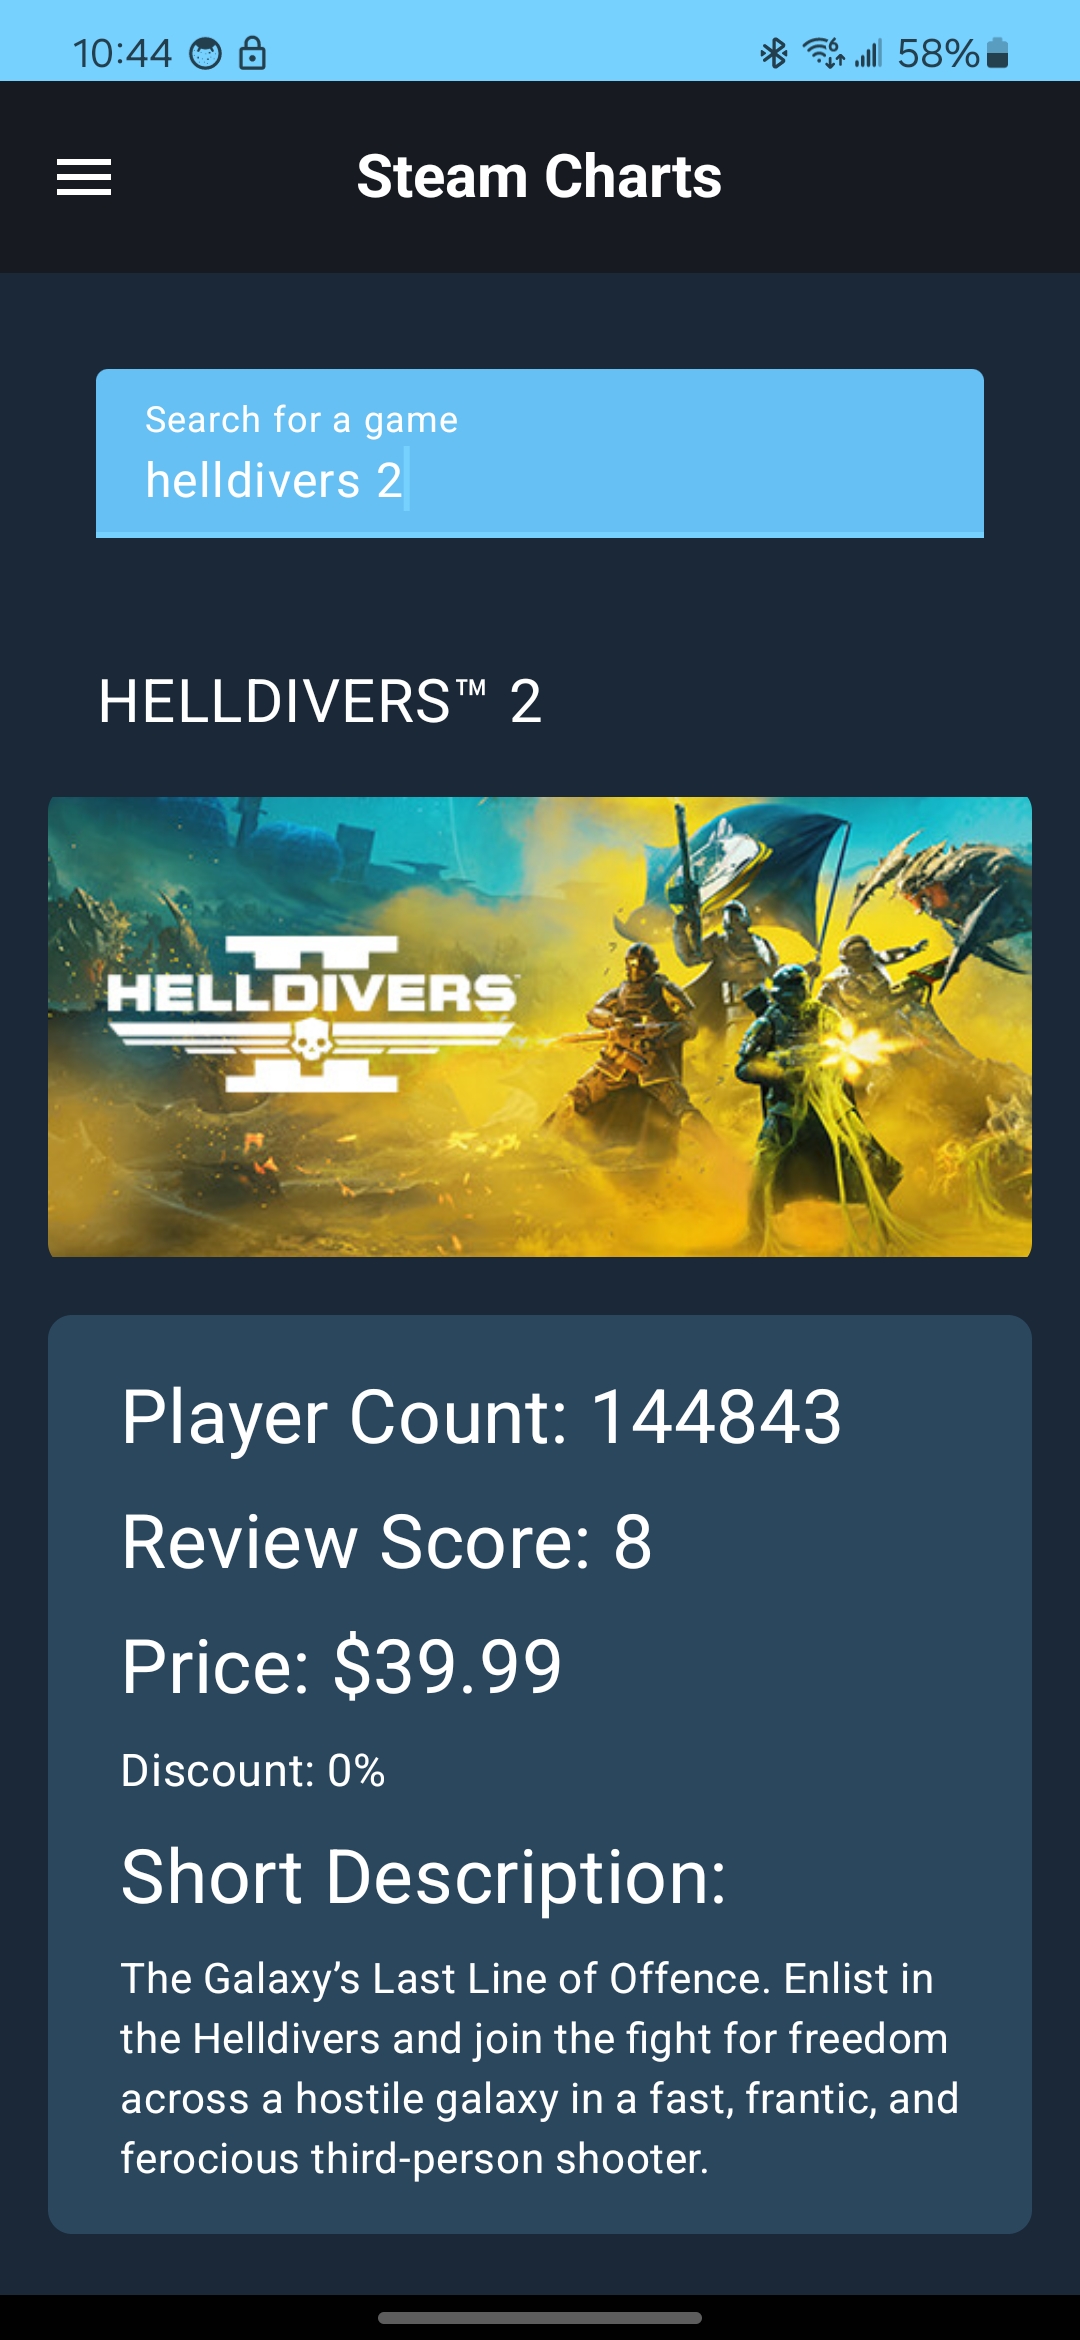 10:44 58%
Steam Charts
Search for a game
helldivers 2
HELLDIVERS™ 2
HELLDIVERS™
II
Player Count: 144843
Review Score: 8
Price: $39.99
Discount: 0%
Short Description:
The Galaxy’s Last Line of Offence. Enlist in
the Helldivers and join the fight for freedom
across a hostile galaxy in a fast, frantic, and
ferocious third-person shooter.